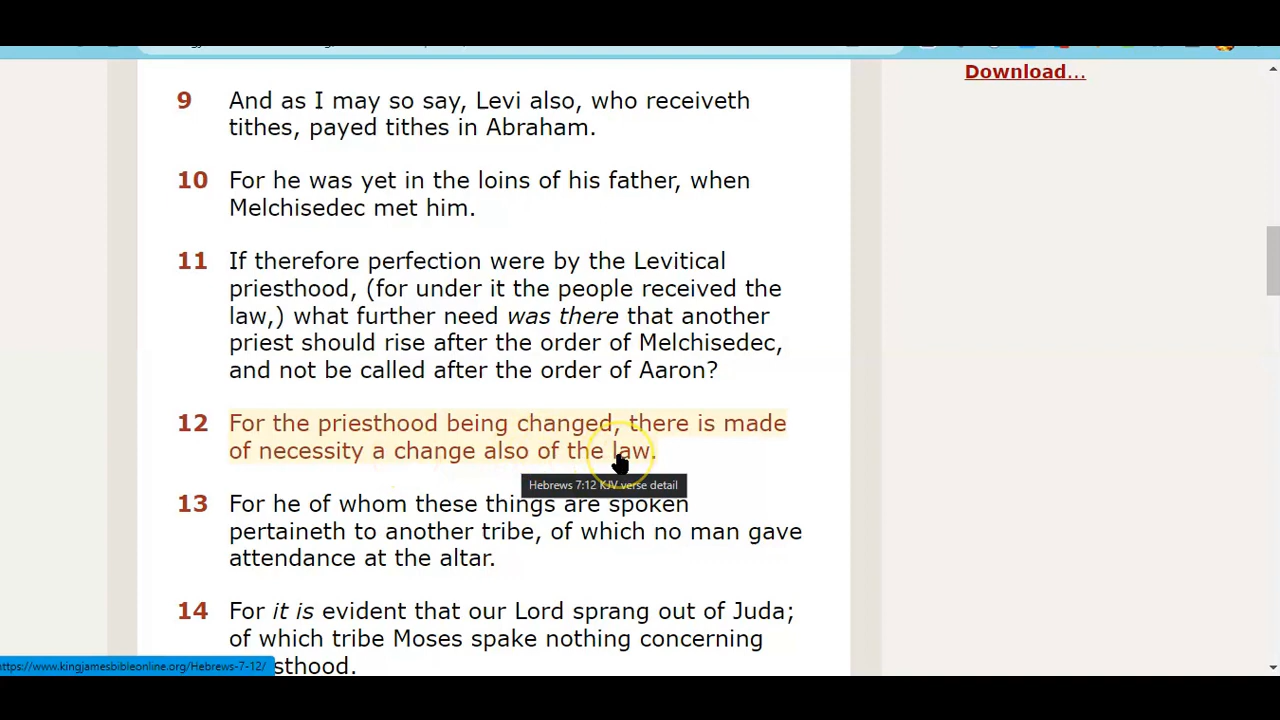 Download...
9 And as I may so say, Levi also, who receiveth
tithes, payed tithes in Abraham.
10 For he was yet in the loins of his father, when
Melchisedec met him.
11 If therefore perfection were by the Levitical
priesthood, (for under it the people received the
law,) what further need was there that another
priest should rise after the order of Melchisedec,
and not be called after the order of Aaron?
12 For the priesthood being changed, there is made
of necessity a change also of the law.
Hebrews 7:12 KJV verse detail
13 For he of whom these things are spoken
pertaineth to another tribe, of which no man gave
attendance at the altar.
14 For it is evident that our Lord sprang out of Juda;
of which tribe Moses spake nothing concerning
sthood.
https://www.kingjamesbibleonline.org/Hebrews-7-12/